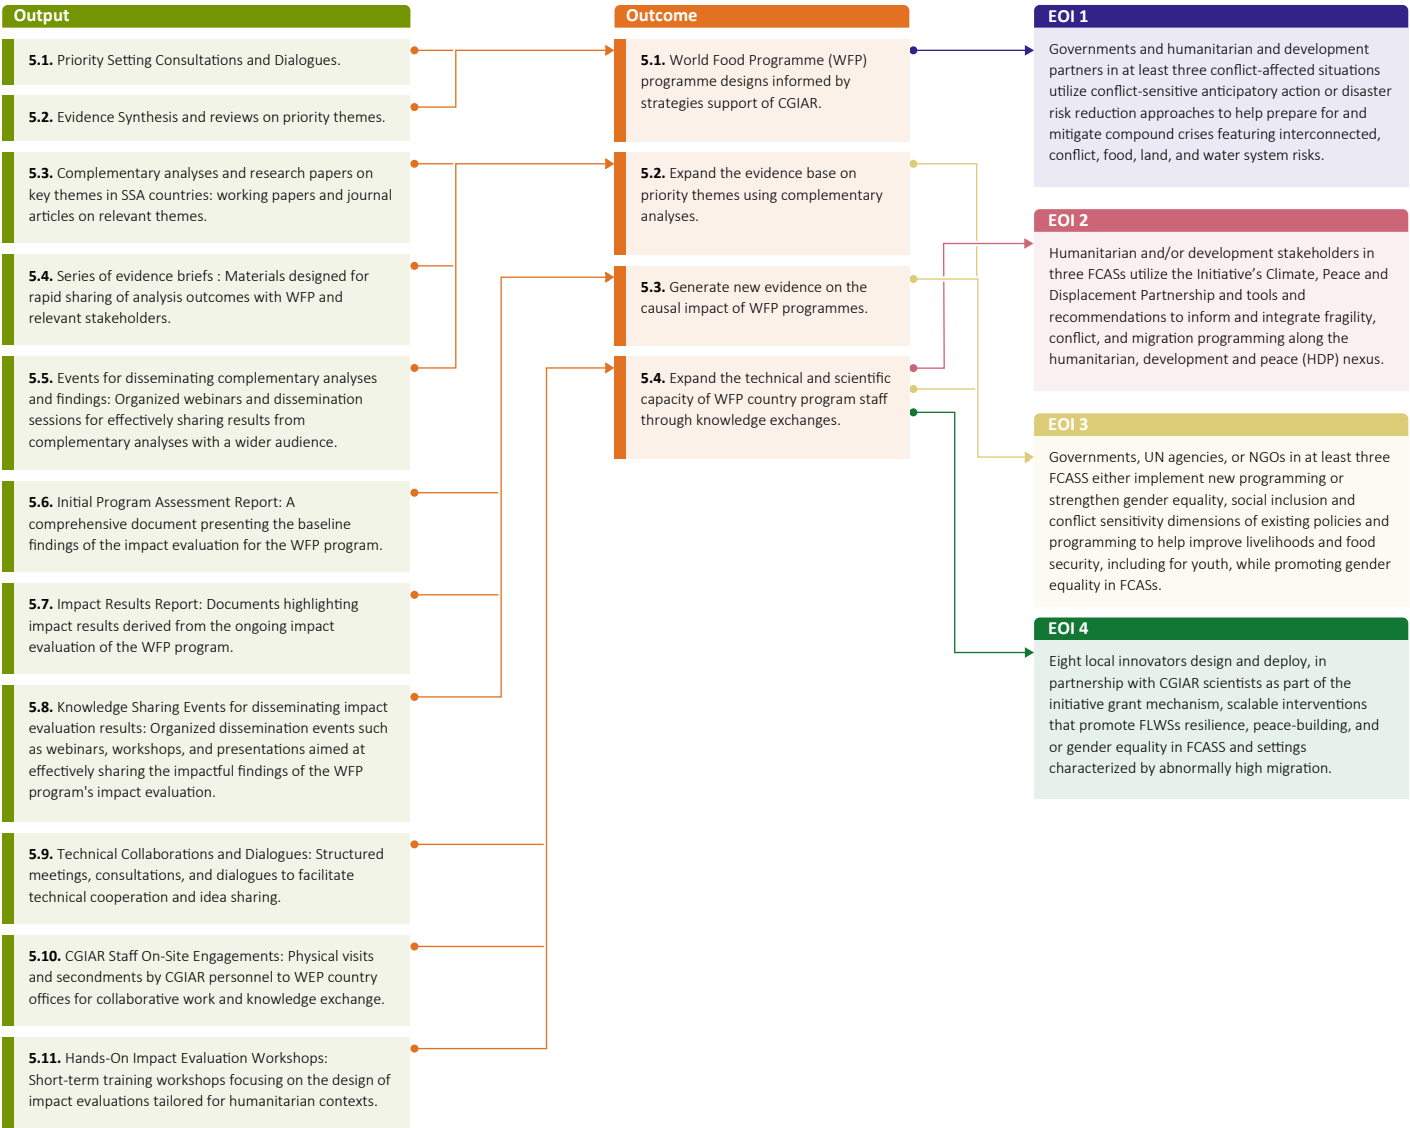 Output
5.1. Priority Setting Consultations and Dialogues.
5.2. Evidence Synthesis and reviews on priority themes.
5.3. Complementary analyses and research papers on
key themes in SSA countries: working papers and journal
articles on relevant themes.
5.4. Series of evidence briefs : Materials designed for
rapid sharing of analysis outcomes with WFP and
relevant stakeholders.
5.5. Events for disseminating complementary analyses
and findings: Organized webinars and dissemination
sessions for effectively sharing results from
complementary analyses with a wider audience.
5.6. Initial Program Assessment Report: A
comprehensive document presenting the baseline
findings of the impact evaluation for the WFP program.
5.7. Impact Results Report: Documents highlighting
impact results derived from the ongoing impact
evaluation of the WFP program.
5.8. Knowledge Sharing Events for disseminating impact
evaluation results: Organized dissemination events such
as webinars, workshops, and presentations aimed at
effectively sharing the impactful findings of the WFP
program's impact evaluation.
5.9. Technical Collaborations and Dialogues: Structured
meetings, consultations, and dialogues to facilitate
technical cooperation and idea sharing.
5.10. CGIAR Staff On-Site Engagements: Physical visits
and secondments by CGIAR personnel to WEP country
offices for collaborative work and knowledge exchange.
5.11. Hands-On Impact Evaluation Workshops:
Short-term training workshops focusing on the design of
impact evaluations tailored for humanitarian contexts.
Outcome
5.1. World Food Programme (WFP)
programme designs informed by
strategies support of CGIAR.
5.2. Expand the evidence base on
priority themes using complementary
analyses.
5.3. Generate new evidence on the
causal impact of WFP programmes.
5.4. Expand the technical and scientific
capacity of WFP country program staff
through knowledge exchanges.
EOI 1
Governments and humanitarian and development
partners in at least three conflict-affected situations
utilize conflict-sensitive anticipatory action or disaster
risk reduction approaches to help prepare for and
mitigate compound crises featuring interconnected,
conflict, food, land, and water system risks.
EOI 2
Humanitarian and/or development stakeholders in
three FCASs utilize the Initiative’s Climate, Peace and
Displacement Partnership and tools and
recommendations to inform and integrate fragility,
conflict, and migration programming along the
humanitarian, development and peace (HDP) nexus.
EOI 3
Governments, UN agencies, or NGOs in at least three
FCASS either implement new programming or
strengthen gender equality, social inclusion and
conflict sensitivity dimensions of existing policies and
programming to help improve livelihoods and food
security, including for youth, while promoting gender
equality in FCASs.
EOI 4
Eight local innovators design and deploy, in
partnership with CGIAR scientists as part of the
initiative grant mechanism, scalable interventions
that promote FLWSs resilience, peace-building, and
or gender equality in FCASS and settings
characterized by abnormally high migration.